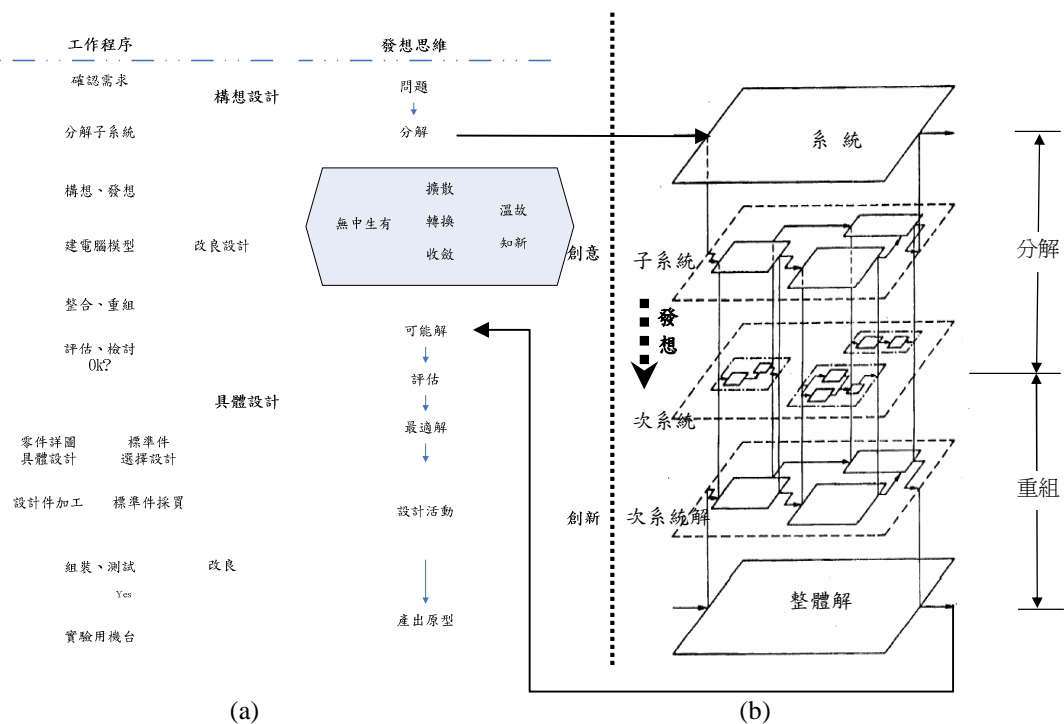 工作程序
發想思維
確認需求
構想設計
問題
分解子系統
分解
構想、發想
擴散
無中生有
轉換
溫故
知新
收斂
建電腦模型
改良設計
創意
整合、重組
可能解
評估、檢討
Ok?
評估
具體設計
最適解
零件詳圖
具體設計
標準件
選擇設計
設計件加工
標準件採買
設計活動
創新
組裝、測試
改良
Yes
產出原型
實驗用機台
(a)
系統
子系統
發想
次系統
次系統解
整體解
分解
重組
(b)